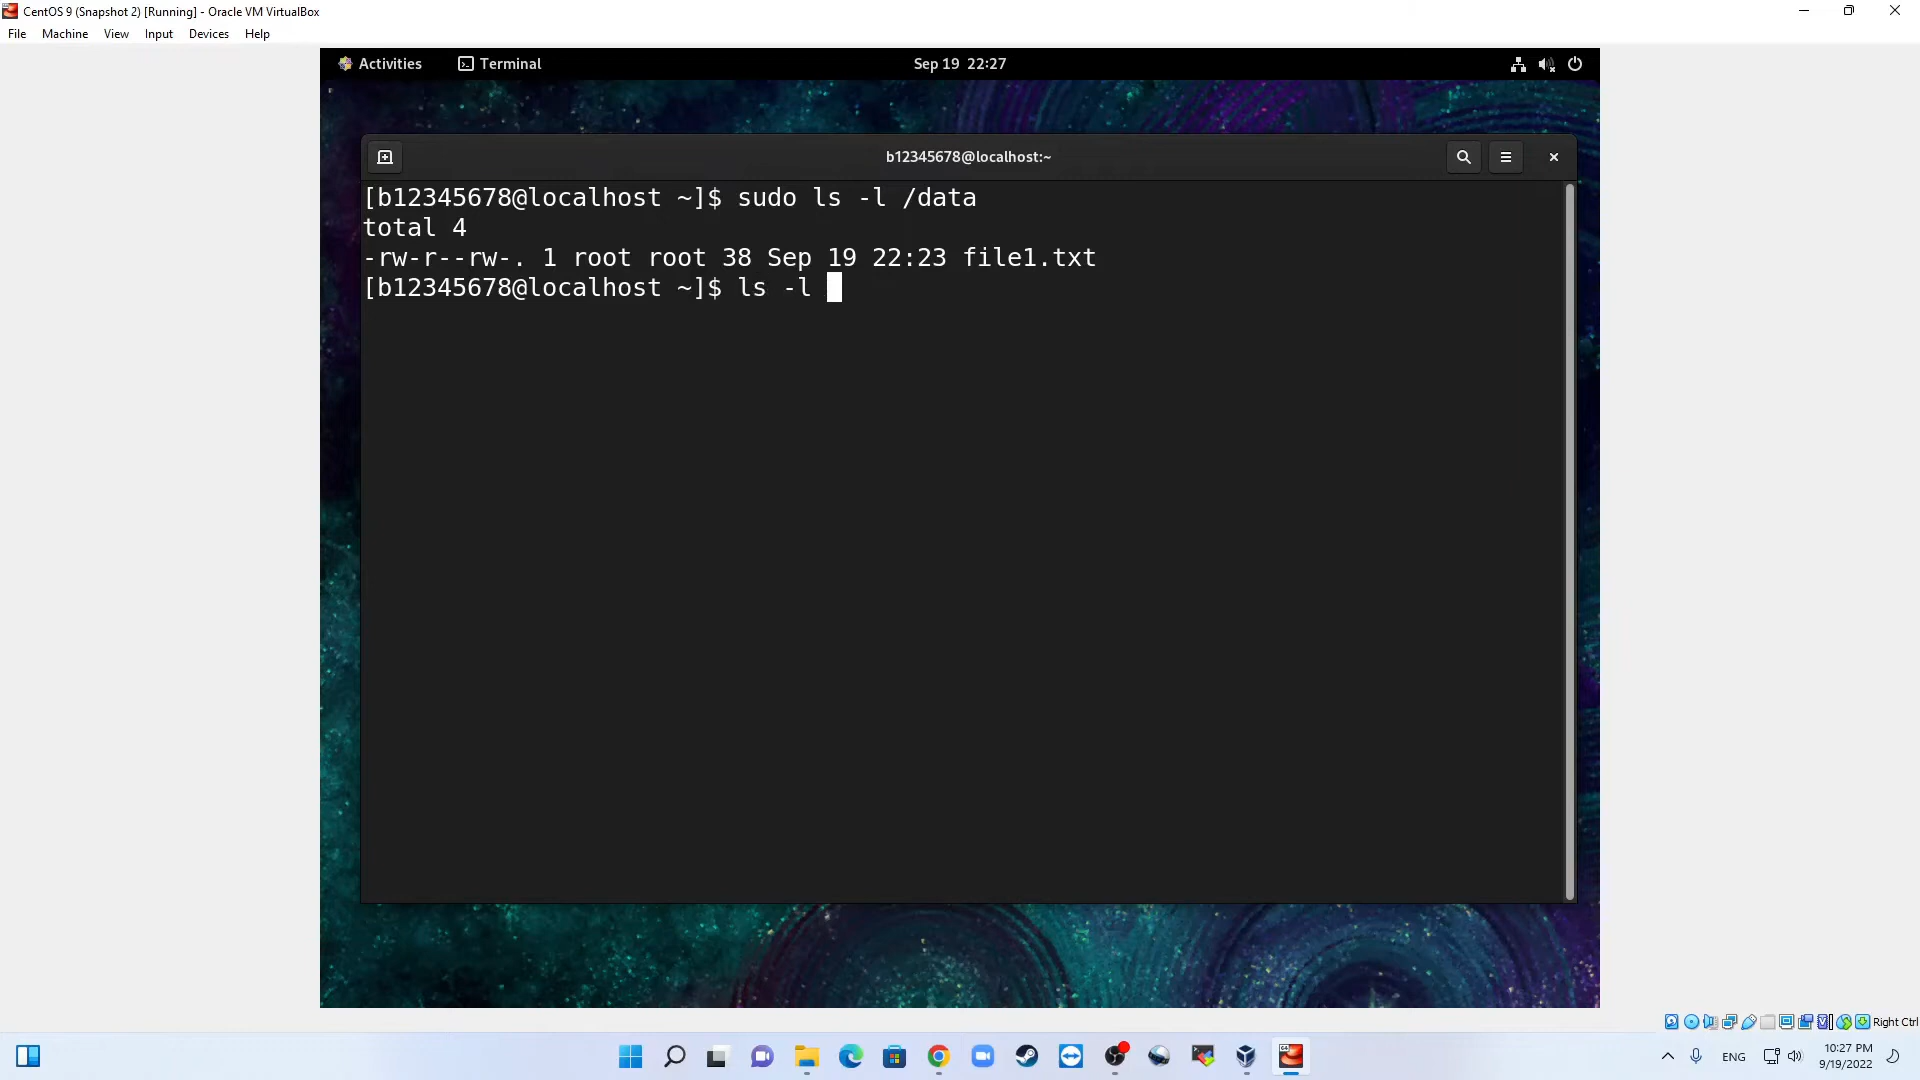 CentOS 9 (Snapshot 2) [Running] - Oracle VM VirtualBox
File Machine View Input Devices Help
Activities Terminal Sep 19 22:27
b12345678@localhost:~
[b12345678@localhost ~]$ sudo ls -l /data
total 4
-rw-r--rw-. 1 root root 38 Sep 19 22:23 file1.txt
[b12345678@localhost ~]$ ls -l
Right Ctrl
ENG
10:27 PM
9/19/2022